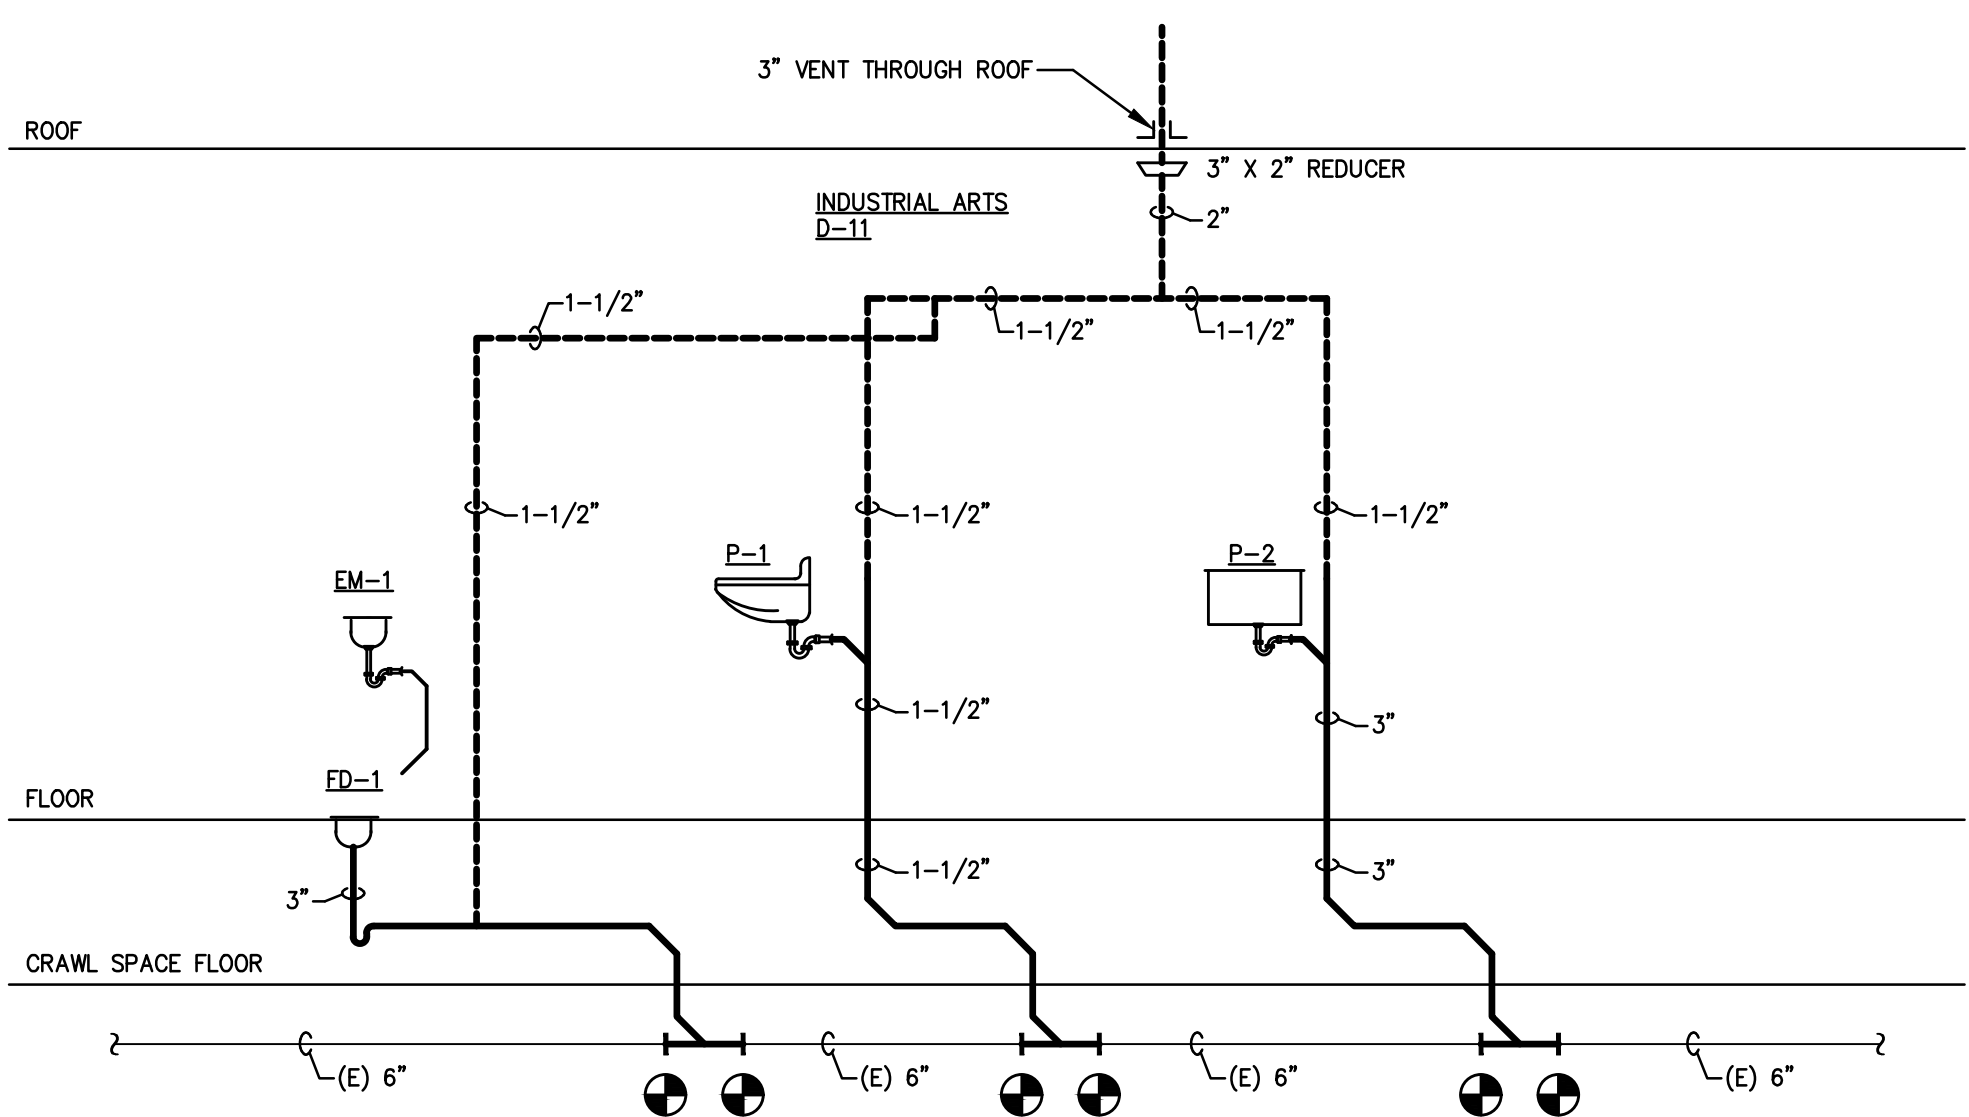 3" VENT THROUGH ROOF
ROOF
3" X 2" REDUCER
INDUSTRIAL ARTS
D-11
2"
1-1/2"
1-1/2"
1-1/2"
1-1/2"
1-1/2"
1-1/2"
P-1
P-2
EM-1
1-1/2"
3"
FD-1
FLOOR
1-1/2"
3"
3"
CRAWL SPACE FLOOR
(E) 6"
(E) 6"
(E) 6"
(E) 6"